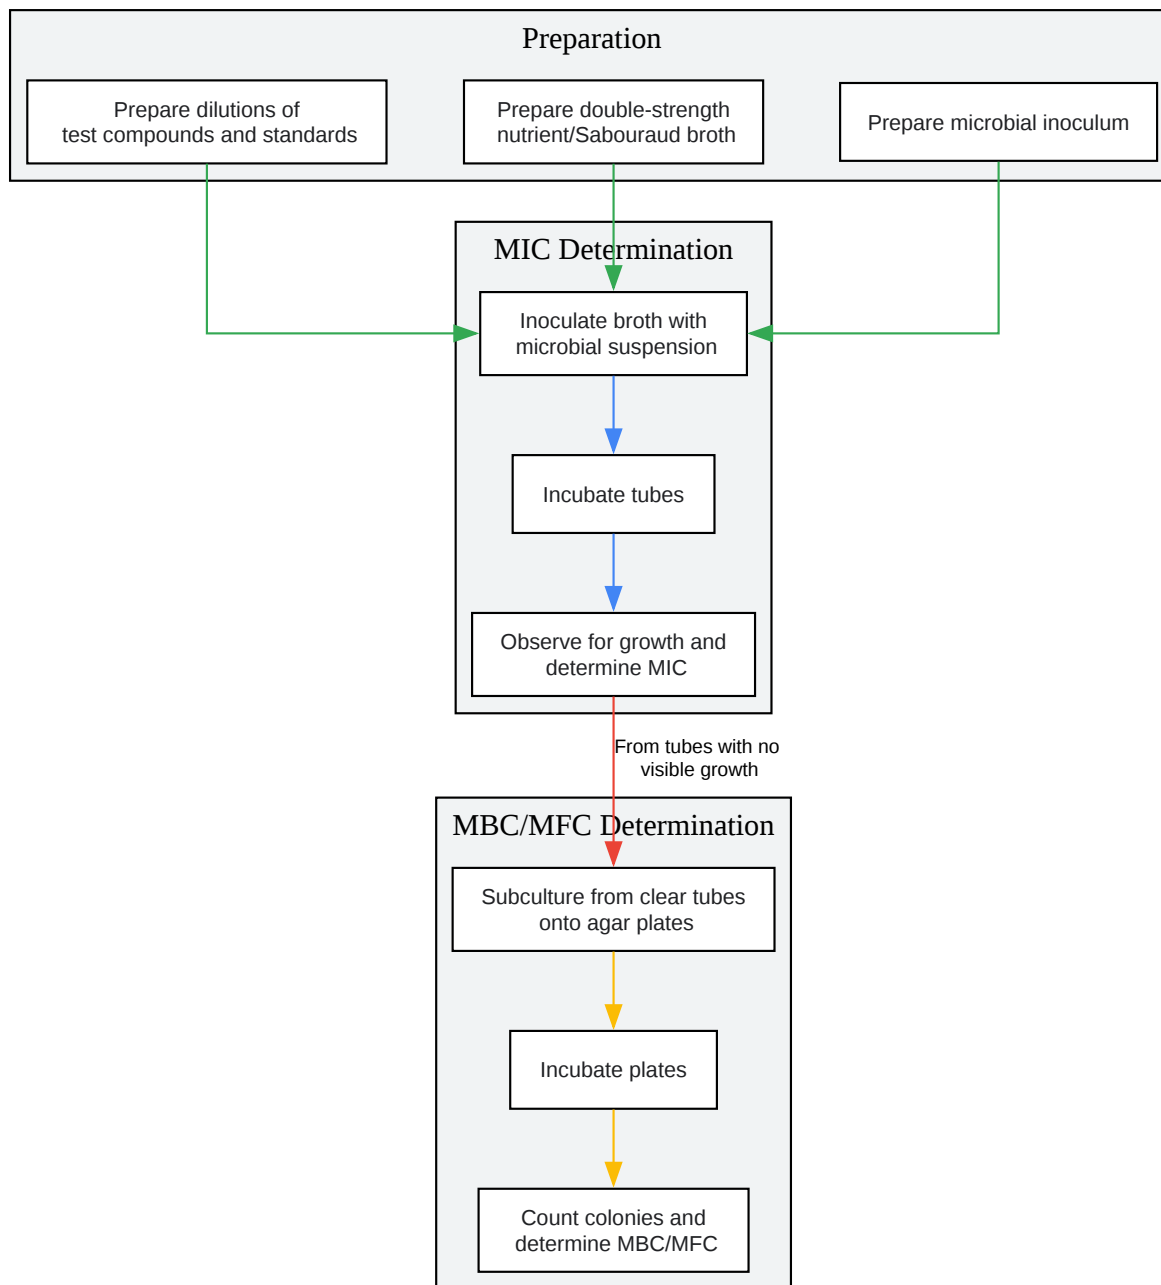 Preparation
Prepare dilutions of
test compounds and standards
Prepare double-strength
nutrient/Sabouraud broth
Prepare microbial inoculum
MIC Determination
Inoculate broth with
microbial suspension
Incubate tubes
Observe for growth and
determine MIC
From tubes with no
visible growth
MBC/MFC Determination
Subculture from clear tubes
onto agar plates
Incubate plates
Count colonies and
determine MBC/MFC